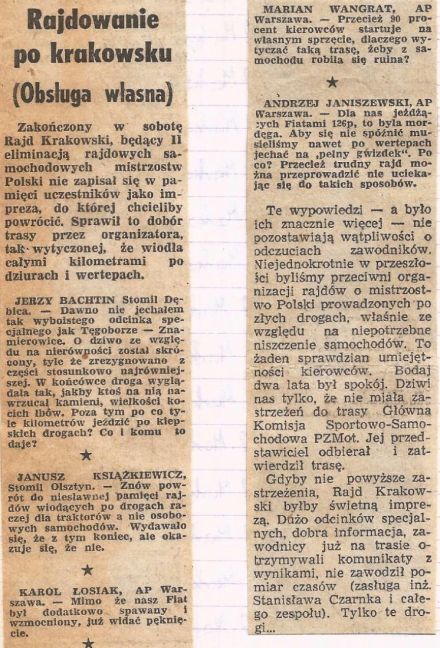 Rajdowanie
po krakowsku
(Obsługa własna)
Zakończony w sobotę
Rajd Krakowski, będący II
eliminacją rajdowych sa-
mochodowych mistrzostw
Polski nie zapisał się w pa-
mięci uczestników jako im-
preza, do której chcieliby
powrócić. Sprawił to dobór
trasy przez organizatora,
tak wytyczonej, że wiodła
całymi kilometrami po
dziurach i wertepach.
JERZY BACHTIN Stomil Dę-
bica. — Dawno nie jechałem
tak wyboistego odcinka spe-
cjalnego jak Tęgoborze — Zna-
mierowice. O dziwo ze wzglę-
du na nierówności został skró-
cony, tyle że zrezygnowano z
części stosunkowo najrówniej-
szej. W końcówce droga wyglą-
dała tak, jakby ktoś na nią na-
wrzucał kamieni, wielkości ko-
cich łbów. Poza tym po co ty-
le kilometrów jeździć po kiep-
skich drogach? Co i komu to
daje?
★
JANUSZ KSIĄŻKIEWICZ,
Stomil Olsztyn. — Znów pow-
rót do niesławnej pamięci raj-
dów wiodących po drogach ra-
czej dla traktorów a nie osobo-
wych samochodów. Wydawało
się, że z tym koniec, ale oka-
zuje się, że nie.
★
KAROL ŁOSIAK, AP War-
szawa. — Mimo że nasz Fiat
był dodatkowo spawany i
wzmocniony, już widać pęknię-
cie.
★
MARIAN WANGRAT, AP
Warszawa. — Przecież 90 pro-
cent kierowców startuje na
własnym sprzęcie, dlaczego wy-
tyczać taką trasę, żeby z sa-
mochodu robiła się ruina?
★
ANDRZEJ JANISZEWSKI, AP
Warszawa. — Dla nas jeżdżą-
cych Fiatami 126p, to była mor-
dęga. Aby się nie spóźnić mu-
sieliśmy nawet po wertepach
jechać na „pełny gwizdek". Po
co? Przecież trudny rajd moż-
na przeprowadzić nie uciekając
się do takich sposobów.
Te wypowiedzi — a było
ich znacznie więcej — nie
pozostawiają wątpliwości o
odczuciach zawodników.
Niejednokrotnie w przeszło-
ści byliśmy przeciwni organi-
zacji rajdów o mistrzostwo
Polski prowadzonych po
złych drogach, właśnie ze
względu na niepotrzebne
niszczenie samochodów. To
żaden sprawdzian umiejęt-
ności kierowców. Bodaj
dwa lata był spokój. Dziwi
nas tylko, że nie miała za-
strzeżeń do trasy Główna
Komisja Sportowo-Samo-
chodowa PZMot. Jej przed-
stawiciel odbierał i zatwier-
dził trasę.
Gdyby nie powyższe za-
strzeżenia, Rajd Krakow-
ski byłby świetną impre-
zą. Dużo odcinków specjal-
nych, dobra informacja, za-
wodnicy już na trasie o-
trzymywali komunikaty z
wynikami, nie zawodził po-
miar czasów (zasługa inż.
Stanisława Czarnka i całe-
go zespołu). Tylko te dro-
gi...